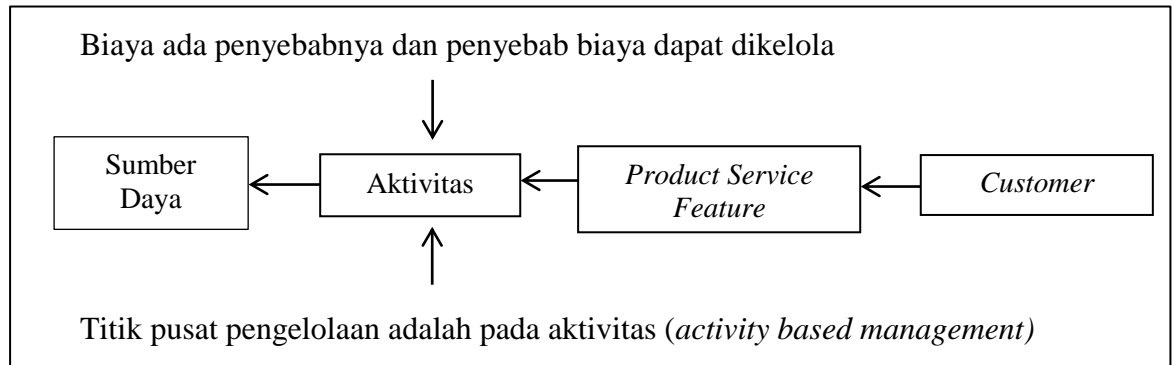 Biaya ada penyebabnya dan penyebab biaya dapat dikelola
Sumber
Daya
Aktivitas
Product Service
Feature
Customer
Titik pusat pengelolaan adalah pada aktivitas (activity based management)